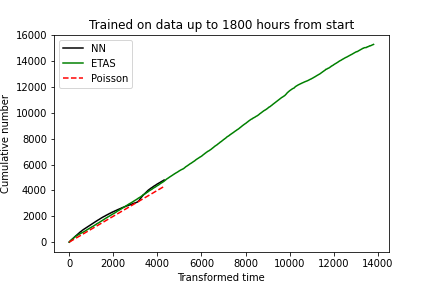 Trained on data up to 1800 hours from start
Cumulative number
16000
14000
12000
10000
8000
6000
4000
2000
0
NN
ETAS
Poisson
0 2000 4000 6000 8000 10000 12000 14000
Transformed time